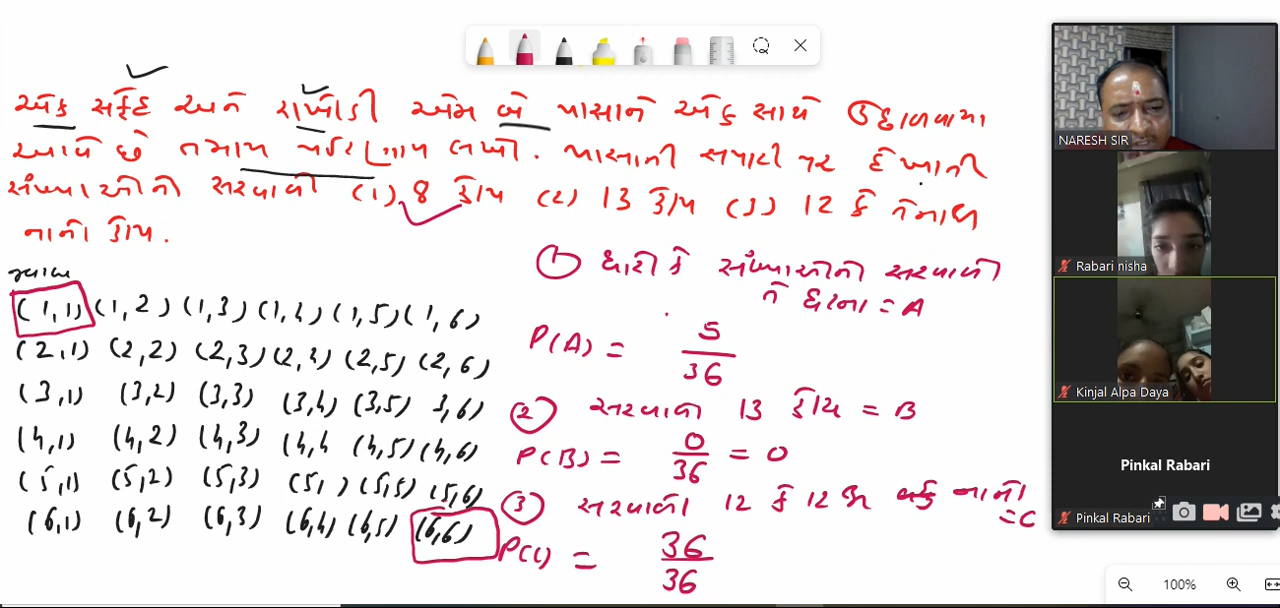 એક સફેદ અને રાખોડી એમ બે પાસાને એક સાથે ઉછાળવામાં
આવે છે તમામ પરિણામ લખો. પાસાની સપાટી પર દેખાતી
સંખ્યાઓનો સરવાળો (1) 8 હોય (2) 13 હોય (3) 12 કે તેનાથી
નાનો હોય.
જવાબ
(1,1) (1,2) (1,3) (1,4) (1,5) (1,6)
(2,1) (2,2) (2,3) (2,4) (2,5) (2,6)
(3,1) (3,2) (3,3) (3,4) (3,5) 3,6)
(4,1) (4,2) (4,3) (4,4 (4,5) (4,6)
(5,1) (5,2) (5,3) (5, ) (5,5) (5,6)
(6,1) (6,2) (6,3) (6,4) (6,5) (6,6)
① ધારો કે સંખ્યાઓનો સરવાળો
તે ઘટના = A
P(A) = 5/36
② સરવાળો 13 હોય = B
P(B) = 0/36 = 0
③ સરવાળો 12 કે 12 થી નાનો
= C
P(C) = 36/36
NARESH SIR
Rabari nisha
Kinjal Alpa Daya
Pinkal Rabari
Pinkal Rabari
100%